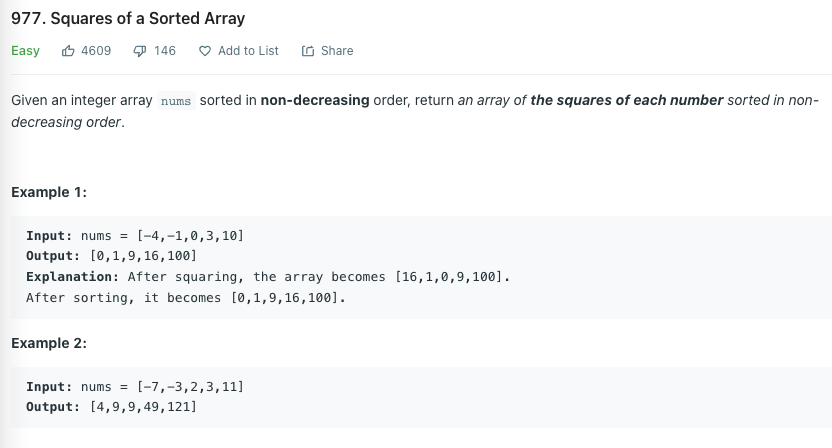 977. Squares of a Sorted Array
Easy 4609 146 Add to List Share
Given an integer array nums sorted in non-decreasing order, return an array of the squares of each number sorted in non-
decreasing order.
Example 1:
Input: nums = [-4,-1,0,3,10]
Output: [0,1,9,16,100]
Explanation: After squaring, the array becomes [16,1,0,9,100].
After sorting, it becomes [0,1,9,16,100].
Example 2:
Input: nums = [-7,-3,2,3,11]
Output: [4,9,9,49,121]